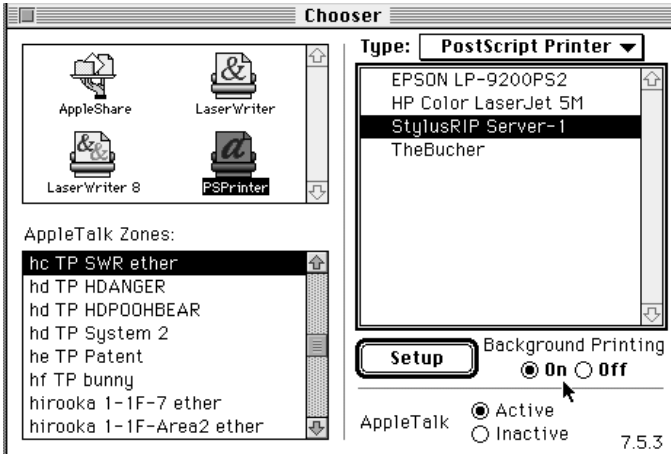 Chooser
AppleShare
LaserWriter
LaserWriter 8
PSPrinter
AppleTalk Zones:
hc TP SWR ether
hd TP HDANGER
hd TP HDPOOHBEAR
hd TP System 2
he TP Patent
hf TP bunny
hirooka 1-1F-7 ether
hirooka 1-1F-Area2 ether
Type: PostScript Printer
EPSON LP-9200PS2
HP Color LaserJet 5M
StylusRIP Server-1
TheBucher
Setup
Background Printing
On Off
AppleTalk
Active
Inactive
7.5.3